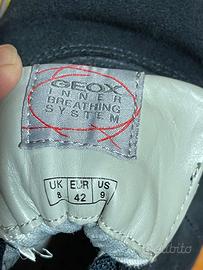 GEOX
INNER
BREATHING
SYSTEM
UK EUR US
8 42 9
subito